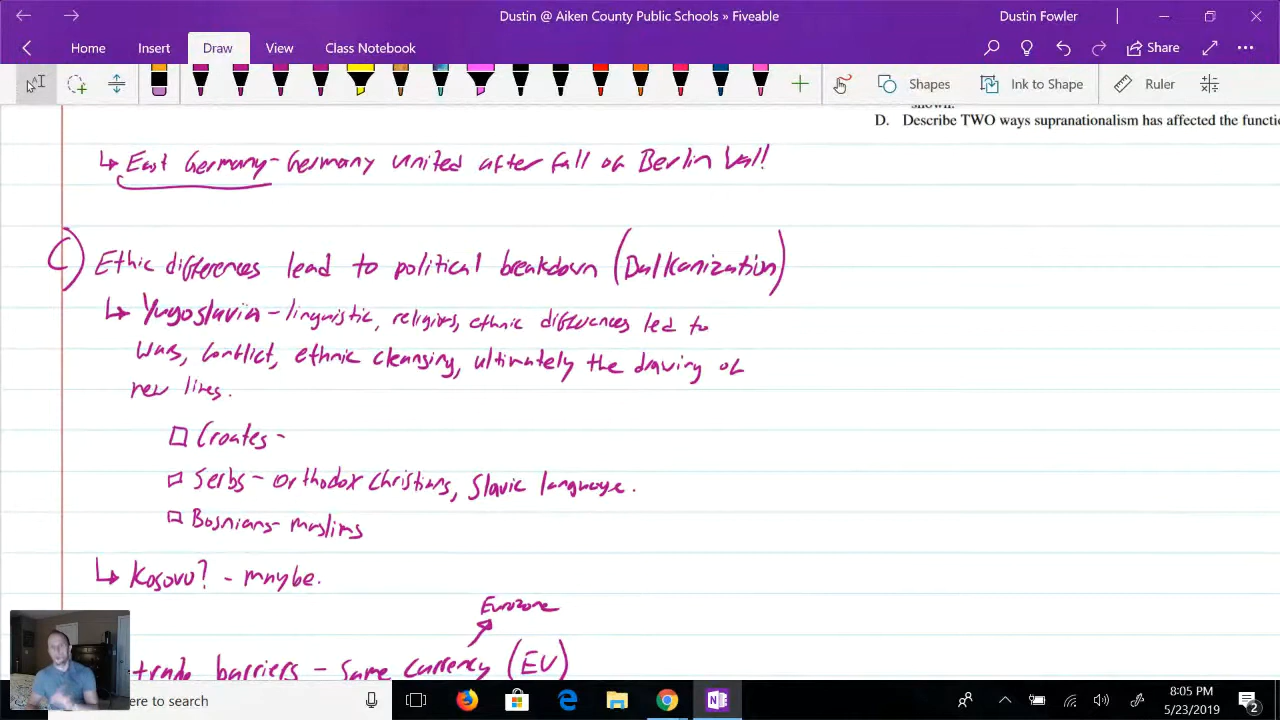 Dustin @ Aiken County Public Schools » Fiveable
Dustin Fowler
Home Insert Draw View Class Notebook
Share
Shapes Ink to Shape Ruler
shown.
D. Describe TWO ways supranationalism has affected the functi
↳ East Germany - Germany united after fall of Berlin Wall
C) Ethic differences lead to political breakdown (Balkanization)
↳ Yugoslavia - linguistic, religious, ethnic differences led to
Wars, Conflict, ethnic cleansing, ultimately the drawing of
new lines.
□ Croates -
□ Serbs - Orthodox Christians, Slavic language.
□ Bosnians - muslims
↳ Kosovo? - maybe.
Eurozone
trade barriers - Same currency (EU)
ere to search
8:05 PM
5/23/2019
2